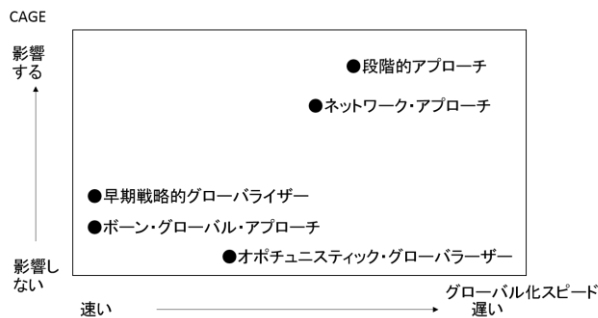 CAGE
影響
する
●段階的アプローチ
●ネットワーク・アプローチ
●早期戦略的グローバライザー
●ボーン・グローバル・アプローチ
●オポチュニスティック・グローバラーザー
影響し
ない
グローバル化スピード
速い
遅い